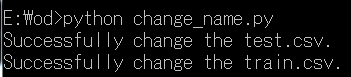 E:\od>python change_name.py
Successfully change the test.csv.
Successfully change the train.csv.